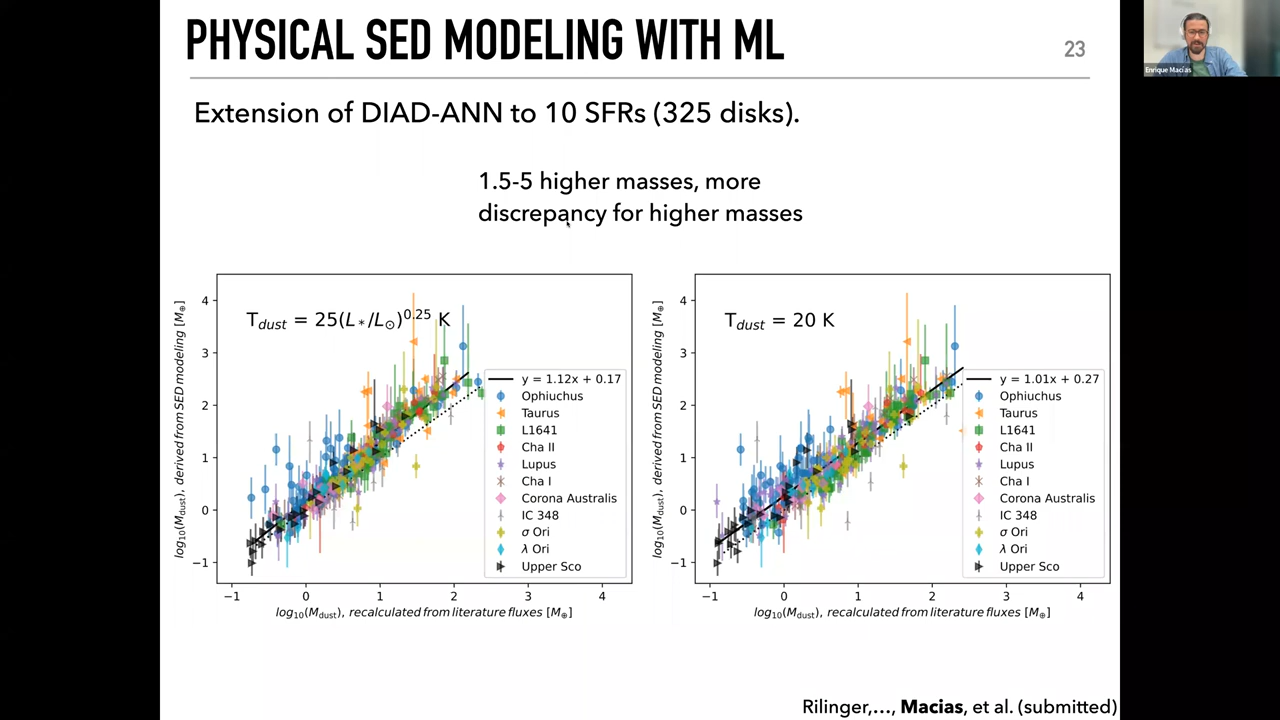 PHYSICAL SED MODELING WITH ML
23
Enrique Macías
Extension of DIAD-ANN to 10 SFRs (325 disks).
1.5-5 higher masses, more
discrepancy for higher masses
log₁₀(M_dust), derived from SED modeling [M⊕]
4
3
2
1
0
−1
T_dust = 25(L*/L⊙)^0.25 K
y = 1.12x + 0.17
Ophiuchus
Taurus
L1641
Cha II
Lupus
Cha I
Corona Australis
IC 348
σ Ori
λ Ori
Upper Sco
−1 0 1 2 3 4
log₁₀(M_dust), recalculated from literature fluxes [M⊕]
log₁₀(M_dust), derived from SED modeling [M⊕]
4
3
2
1
0
−1
T_dust = 20 K
y = 1.01x + 0.27
Ophiuchus
Taurus
L1641
Cha II
Lupus
Cha I
Corona Australis
IC 348
σ Ori
λ Ori
Upper Sco
−1 0 1 2 3 4
log₁₀(M_dust), recalculated from literature fluxes [M⊕]
Rilinger,..., Macias, et al. (submitted)